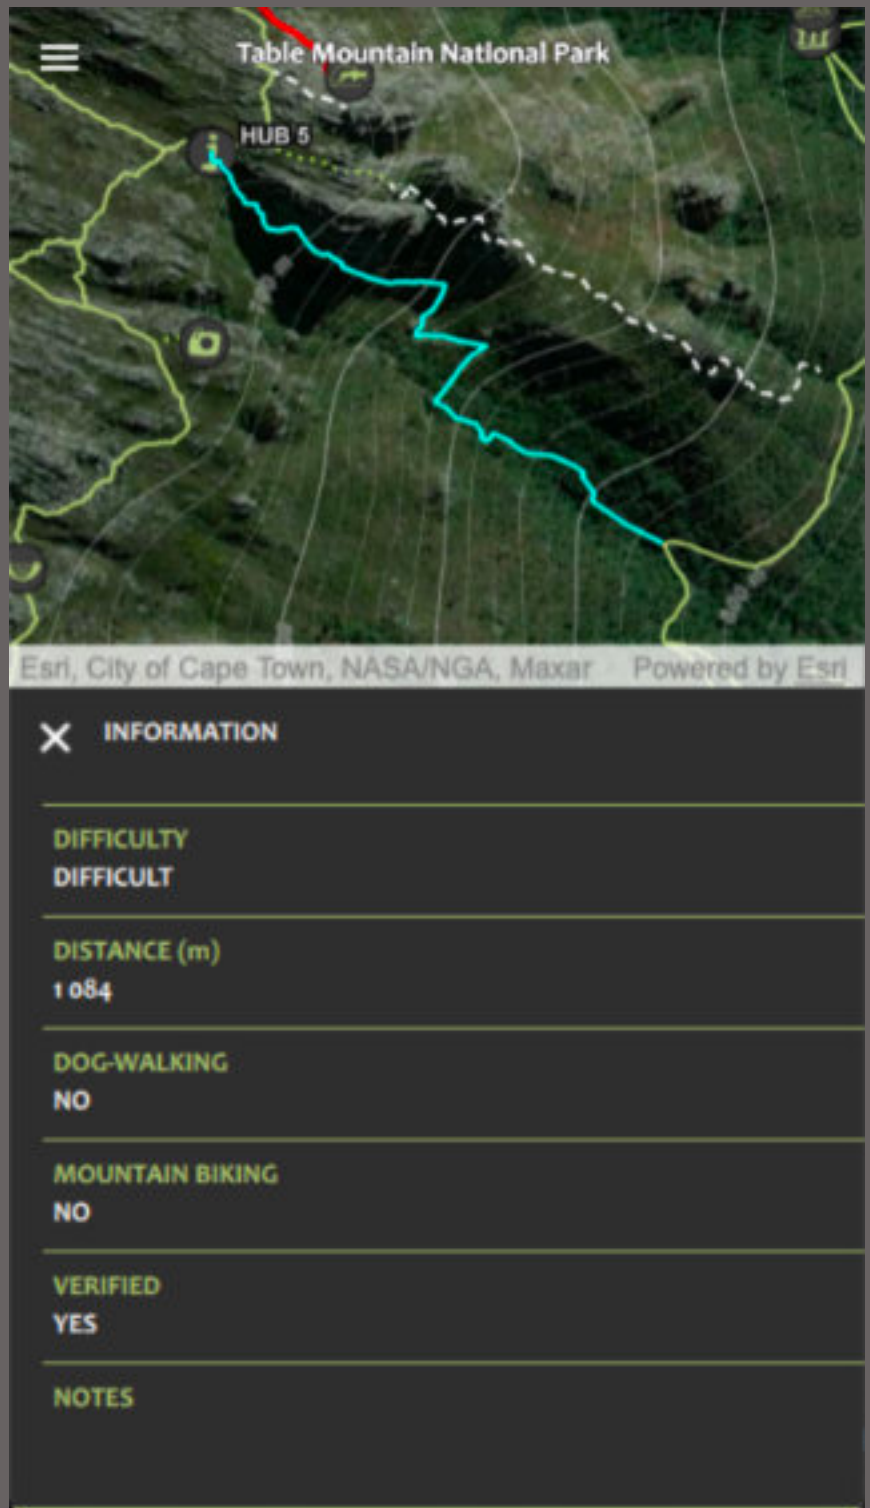 Table Mountain National Park
HUB 5
Esri, City of Cape Town, NASA/NGA, Maxar
Powered by Esri
INFORMATION
DIFFICULTY
DIFFICULT
DISTANCE (m)
1 084
DOG-WALKING
NO
MOUNTAIN BIKING
NO
VERIFIED
YES
NOTES